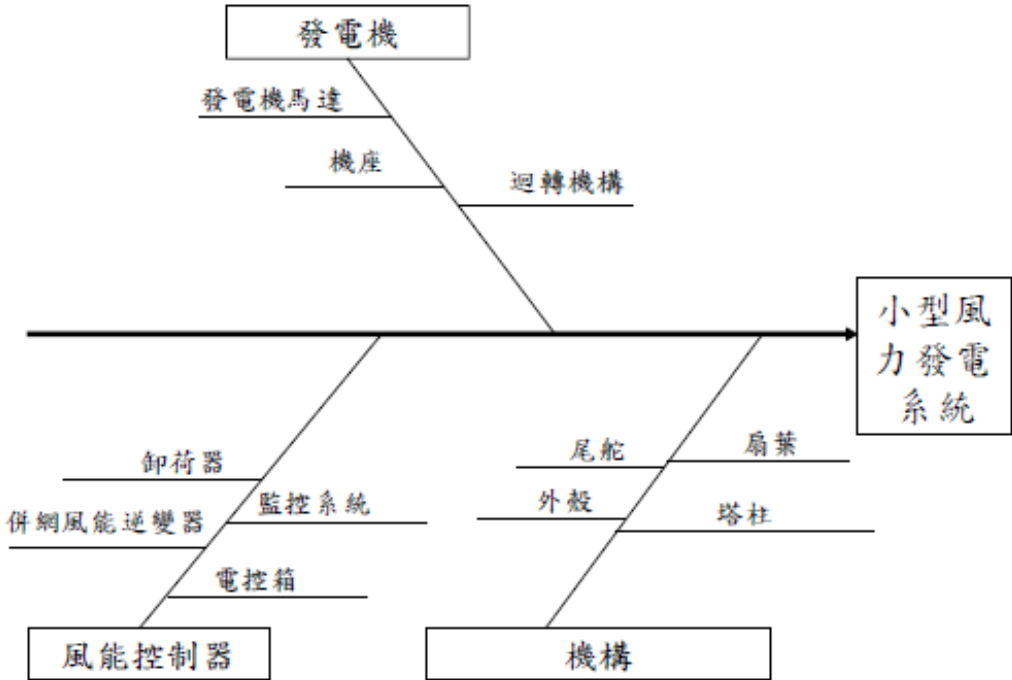 發電機
發電機馬達
機座
迴轉機構
小型風
力發電
系統
卸荷器
監控系統
併網風能逆變器
電控箱
風能控制器
尾舵
扇葉
外殼
塔柱
機構